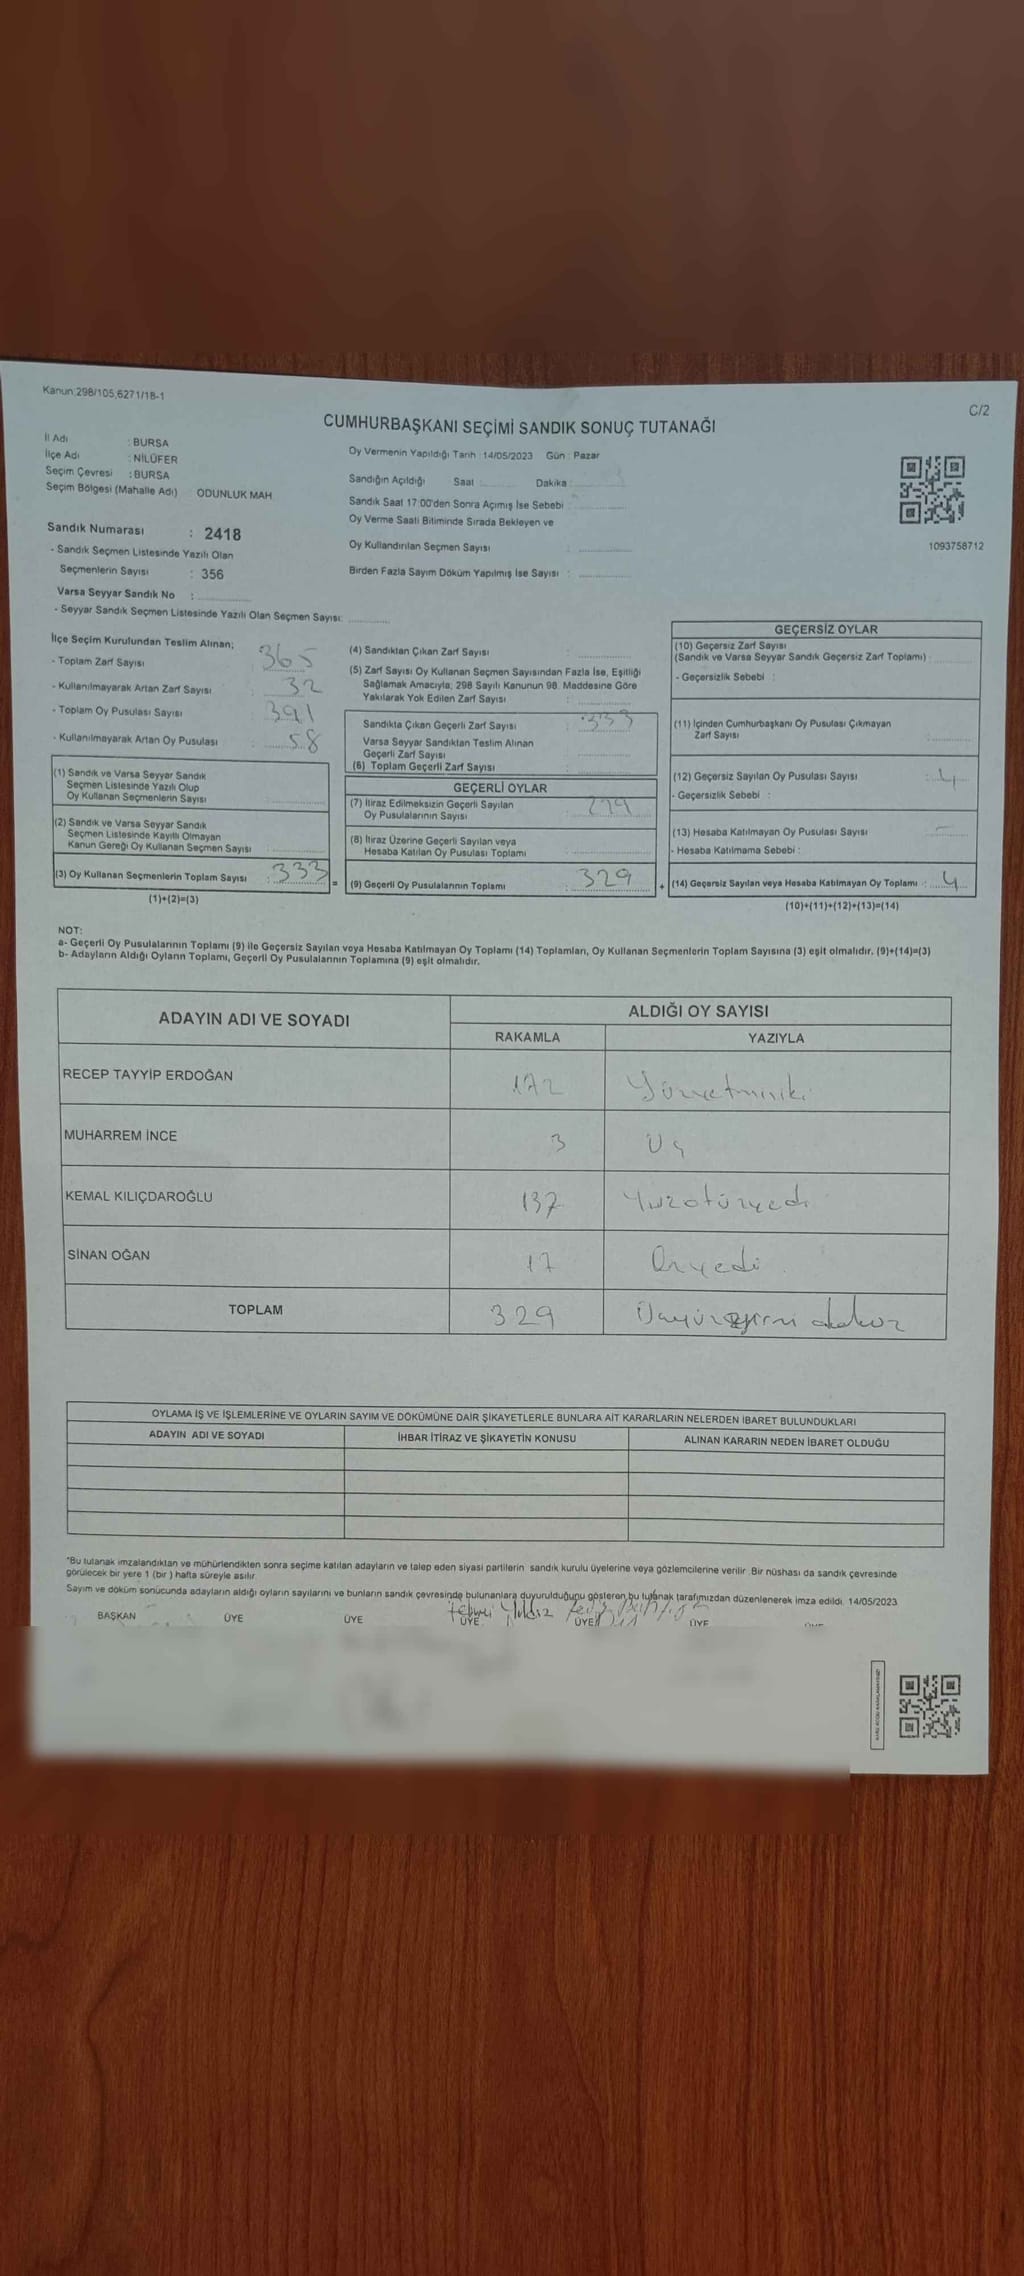 Kanun;298/105,6271/18-1
C/2
CUMHURBAŞKANI SEÇİMİ SANDIK SONUÇ TUTANAĞI
İl Adı : BURSA
İlçe Adı : NİLÜFER
Seçim Çevresi : BURSA
Seçim Bölgesi (Mahalle Adı) ODUNLUK MAH
Sandık Numarası : 2418
- Sandık Seçmen Listesinde Yazılı Olan
Seçmenlerin Sayısı : 356
Varsa Seyyar Sandık No :
- Seyyar Sandık Seçmen Listesinde Yazılı Olan Seçmen Sayısı:
Oy Vermenin Yapıldığı Tarih :14/05/2023 Gün : Pazar
Sandığın Açıldığı Saat Dakika
Sandık Saat 17:00'den Sonra Açımış İse Sebebi :
Oy Verme Saati Bitiminde Sırada Bekleyen ve
Oy Kullandırılan Seçmen Sayısı :
Birden Fazla Sayım Döküm Yapılmış İse Sayısı :
1093758712
İlçe Seçim Kurulundan Teslim Alınan;
- Toplam Zarf Sayısı : 365
- Kullanılmayarak Artan Zarf Sayısı : 32
- Toplam Oy Pusulası Sayısı : 391
- Kullanılmayarak Artan Oy Pusulası : 58
(1) Sandık ve Varsa Seyyar Sandık
Seçmen Listesinde Yazılı Olup
Oy Kullanan Seçmenlerin Sayısı :
(2) Sandık ve Varsa Seyyar Sandık
Seçmen Listesinde Kayıtlı Olmayan
Kanun Gereği Oy Kullanan Seçmen Sayısı :
(3) Oy Kullanan Seçmenlerin Toplam Sayısı : 333 =
(1)+(2)=(3)
(4) Sandıktan Çıkan Zarf Sayısı :
(5) Zarf Sayısı Oy Kullanan Seçmen Sayısından Fazla İse, Eşitliği
Sağlamak Amacıyla; 298 Sayılı Kanunun 98. Maddesine Göre
Yakılarak Yok Edilen Zarf Sayısı :
Sandıkta Çıkan Geçerli Zarf Sayısı : 333
Varsa Seyyar Sandıktan Teslim Alınan
Geçerli Zarf Sayısı :
(6) Toplam Geçerli Zarf Sayısı :
GEÇERLİ OYLAR
(7) İtiraz Edilmeksizin Geçerli Sayılan
Oy Pusulalarının Sayısı :
(8) İtiraz Üzerine Geçerli Sayılan veya
Hesaba Katılan Oy Pusulası Toplamı :
(9) Geçerli Oy Pusulalarının Toplamı : 329 +
GEÇERSİZ OYLAR
(10) Geçersiz Zarf Sayısı
(Sandık ve Varsa Seyyar Sandık Geçersiz Zarf Toplamı) :
- Geçersizlik Sebebi :
(11) İçinden Cumhurbaşkanı Oy Pusulası Çıkmayan
Zarf Sayısı :
(12) Geçersiz Sayılan Oy Pusulası Sayısı : 4
- Geçersizlik Sebebi :
(13) Hesaba Katılmayan Oy Pusulası Sayısı : -
- Hesaba Katılmama Sebebi :
(14) Geçersiz Sayılan veya Hesaba Katılmayan Oy Toplamı : 4
(10)+(11)+(12)+(13)=(14)
NOT:
a- Geçerli Oy Pusulalarının Toplamı (9) ile Geçersiz Sayılan veya Hesaba Katılmayan Oy Toplamı (14) Toplamları, Oy Kullanan Seçmenlerin Toplam Sayısına (3) eşit olmalıdır. (9)+(14)=(3)
b- Adayların Aldığı Oyların Toplamı, Geçerli Oy Pusulalarının Toplamına (9) eşit olmalıdır.
ADAYIN ADI VE SOYADI
ALDIĞI OY SAYISI
RAKAMLA YAZIYLA
RECEP TAYYİP ERDOĞAN 172 Yüzyetmişiki
MUHARREM İNCE 3 Üç
KEMAL KILIÇDAROĞLU 137 Yüzotuzyedi
SİNAN OĞAN 17 Onyedi
TOPLAM 329
OYLAMA İŞ VE İŞLEMLERİNE VE OYLARIN SAYIM VE DÖKÜMÜNE DAİR ŞİKAYETLERLE BUNLARA AİT KARARLARIN NELERDEN İBARET BULUNDUKLARI
ADAYIN ADI VE SOYADI İHBAR İTİRAZ VE ŞİKAYETİN KONUSU ALINAN KARARIN NEDEN İBARET OLDUĞU
"Bu tutanak imzalandıktan ve mühürlendikten sonra seçime katılan adayların ve talep eden siyasi partilerin sandık kurulu üyelerine veya gözlemcilerine verilir. Bir nüshası da sandık çevresinde
görülecek bir yere 1 (bir) hafta süreyle asılır
Sayım ve döküm sonucunda adayların aldığı oyların sayılarını ve bunların sandık çevresinde bulunanlara duyurulduğunu gösteren bu tutanak tarafımızdan düzenlenerek imza edildi. 14/05/2023
BAŞKAN ÜYE ÜYE ÜYE ÜYE ÜYE